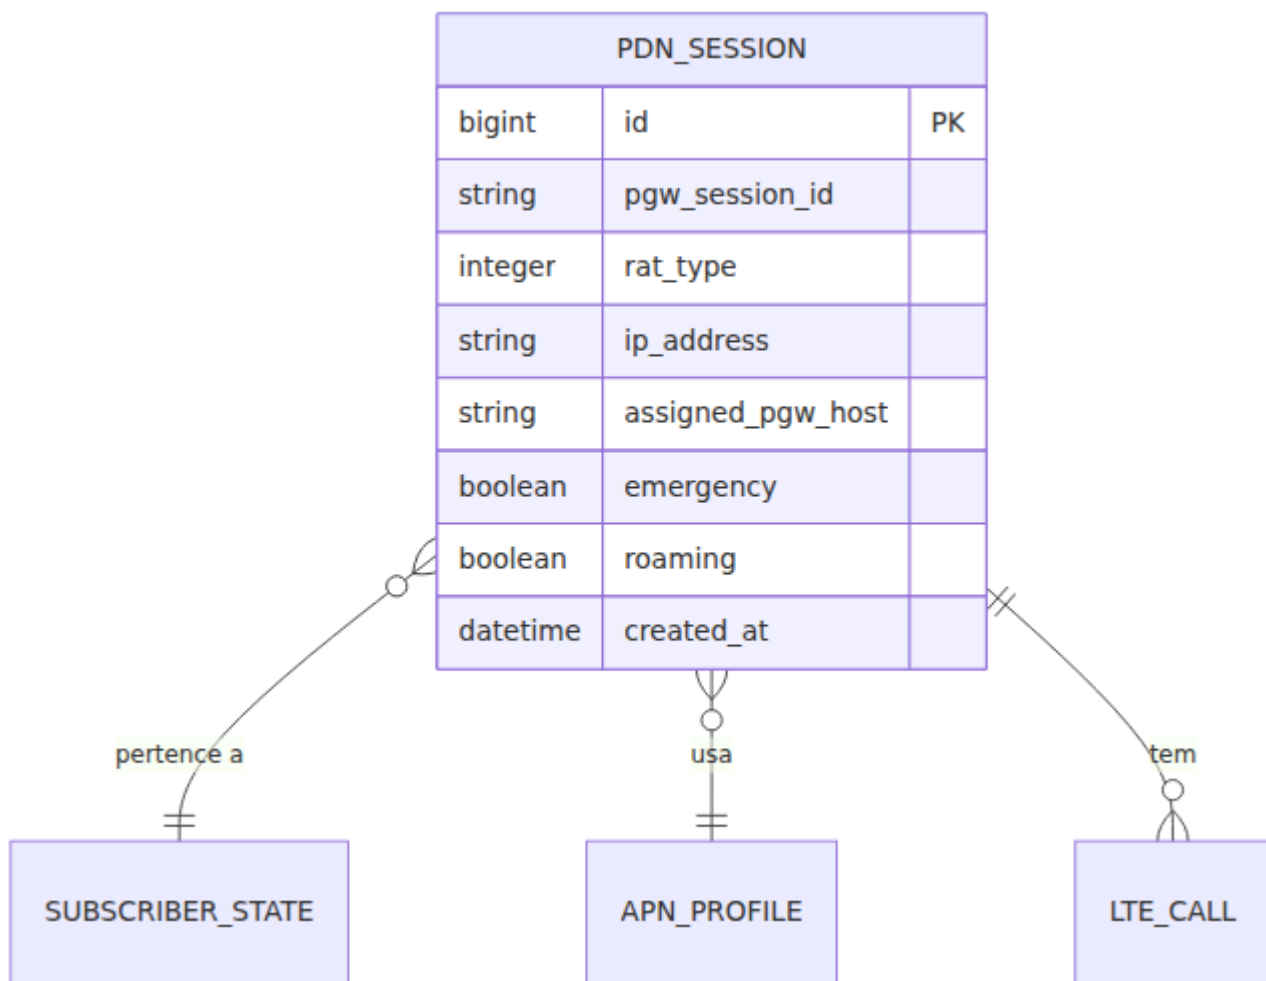 PDN_SESSION
bigint id PK
string pgw_session_id
integer rat_type
string ip_address
string assigned_pgw_host
boolean emergency
boolean roaming
datetime created_at
pertence a usa tem
SUBSCRIBER_STATE APN_PROFILE LTE_CALL